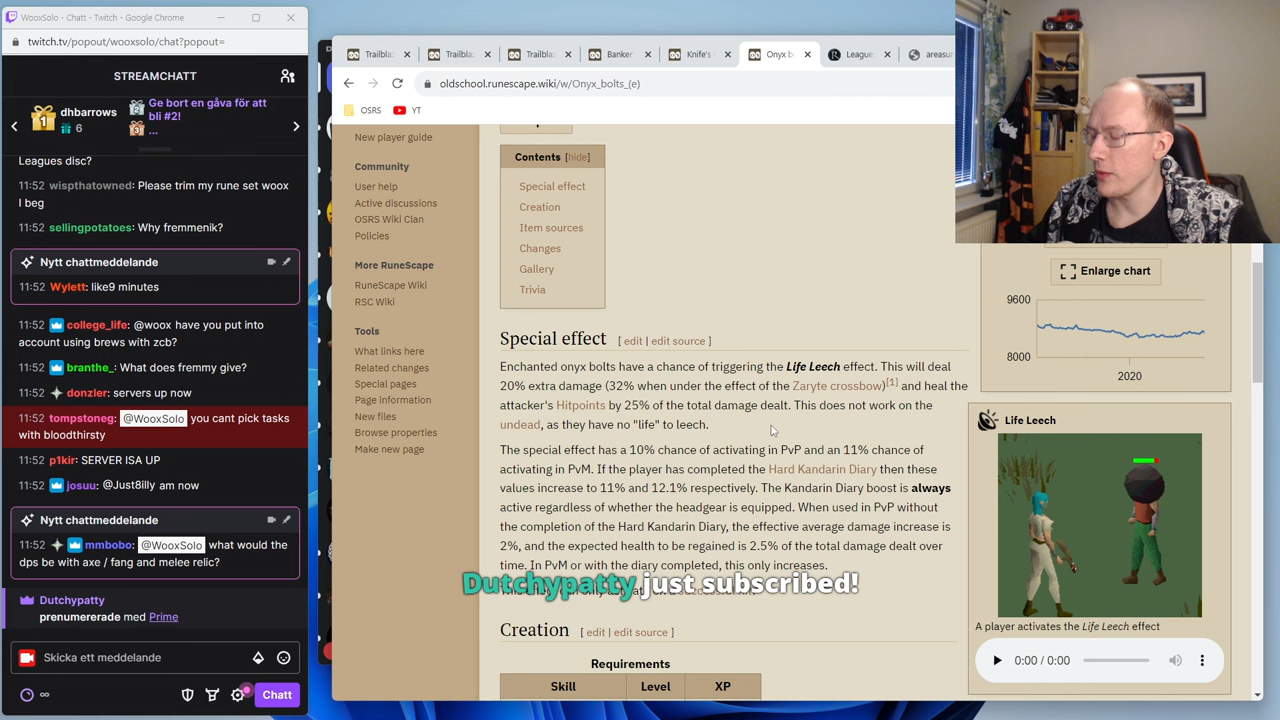 WooxSolo - Chatt - Twitch - Google Chrome
twitch.tv/popout/wooxsolo/chat?popout=
STREAMCHATT
1 dhbarrows
6
Ge bort en gåva för att
bli #2!
...
Leagues disc?
11:52 wispthatowned: Please trim my rune set woox
I beg
11:52 sellingpotatoes: Why fremmenik?
Nytt chattmeddelande
11:52 Wylett: like9 minutes
11:52 college_life: @woox have you put into
account using brews with zcb?
11:52 branthe_: What does fremmy give?
11:52 donzler: servers up now
11:52 tompstoneg: @WooxSolo you cant pick tasks
with bloodthirsty
11:52 p1kir: SERVER ISA UP
11:52 josuu: @Just8illy am now
Nytt chattmeddelande
11:52 mmbobo: @WooxSolo what would the
dps be with axe / fang and melee relic?
Dutchypatty
prenumererade med Prime
Skicka ett meddelande
Chatt
Trailbla
Trailbla
Trailbla
Banker'
Knife's
Onyx b
League
areasu
oldschool.runescape.wiki/w/Onyx_bolts_(e)
OSRS
YT
New player guide
Community
User help
Active discussions
OSRS Wiki Clan
Policies
More RuneScape
RuneScape Wiki
RSC Wiki
Tools
What links here
Related changes
Special pages
Page information
New files
Browse properties
Make new page
Contents [hide]
Special effect
Creation
Item sources
Changes
Gallery
Trivia
Special effect [ edit | edit source ]
Enchanted onyx bolts have a chance of triggering the Life Leech effect. This will deal
20% extra damage (32% when under the effect of the Zaryte crossbow)[1] and heal the
attacker's Hitpoints by 25% of the total damage dealt. This does not work on the
undead, as they have no "life" to leech.
The special effect has a 10% chance of activating in PvP and an 11% chance of
activating in PvM. If the player has completed the Hard Kandarin Diary then these
values increase to 11% and 12.1% respectively. The Kandarin Diary boost is always
active regardless of whether the headgear is equipped. When used in PvP without
the completion of the Hard Kandarin Diary, the effective average damage increase is
2%, and the expected health to be regained is 2.5% of the total damage dealt over
time. In PvM or with the diary completed, this only increases.
Dutchypatty just subscribed!
Creation [ edit | edit source ]
Requirements
Skill Level XP
Enlarge chart
9600
8000
2020
Life Leech
A player activates the Life Leech effect
0:00 / 0:00